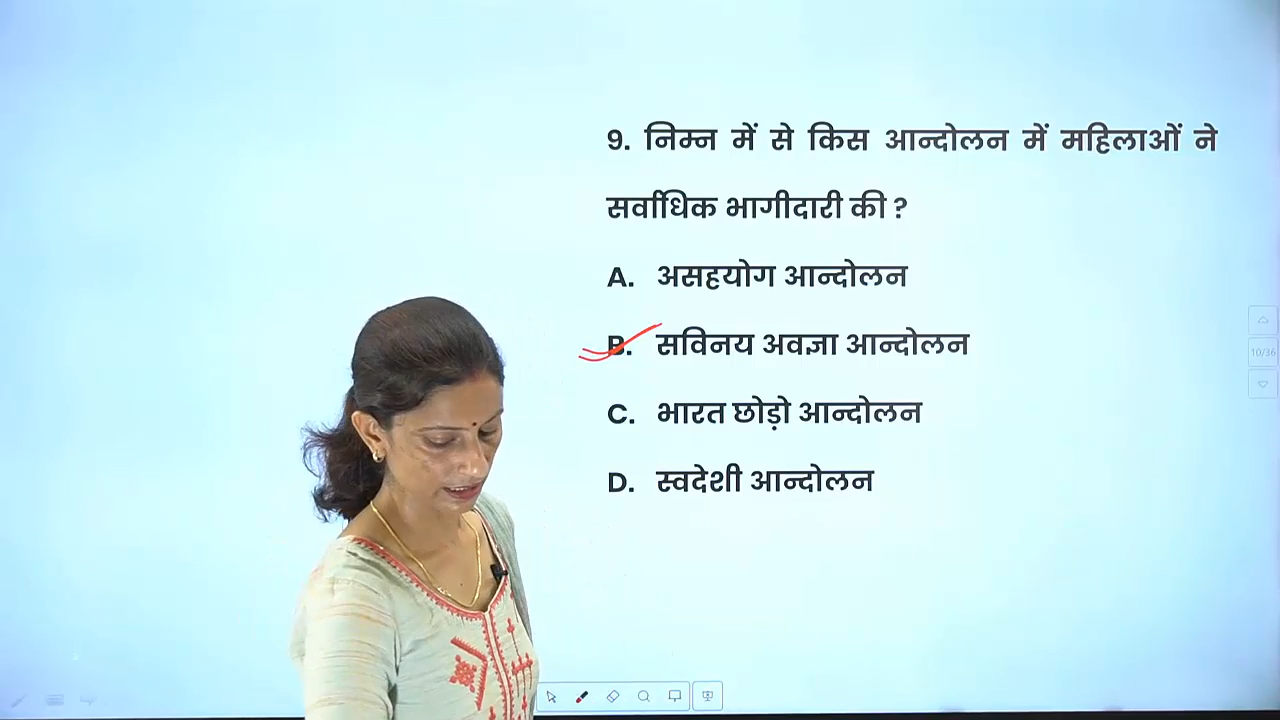 9. निम्न में से किस आन्दोलन में महिलाओं ने
सर्वाधिक भागीदारी की ?
A. असहयोग आन्दोलन
B. सविनय अवज्ञा आन्दोलन
C. भारत छोड़ो आन्दोलन
D. स्वदेशी आन्दोलन
10/36